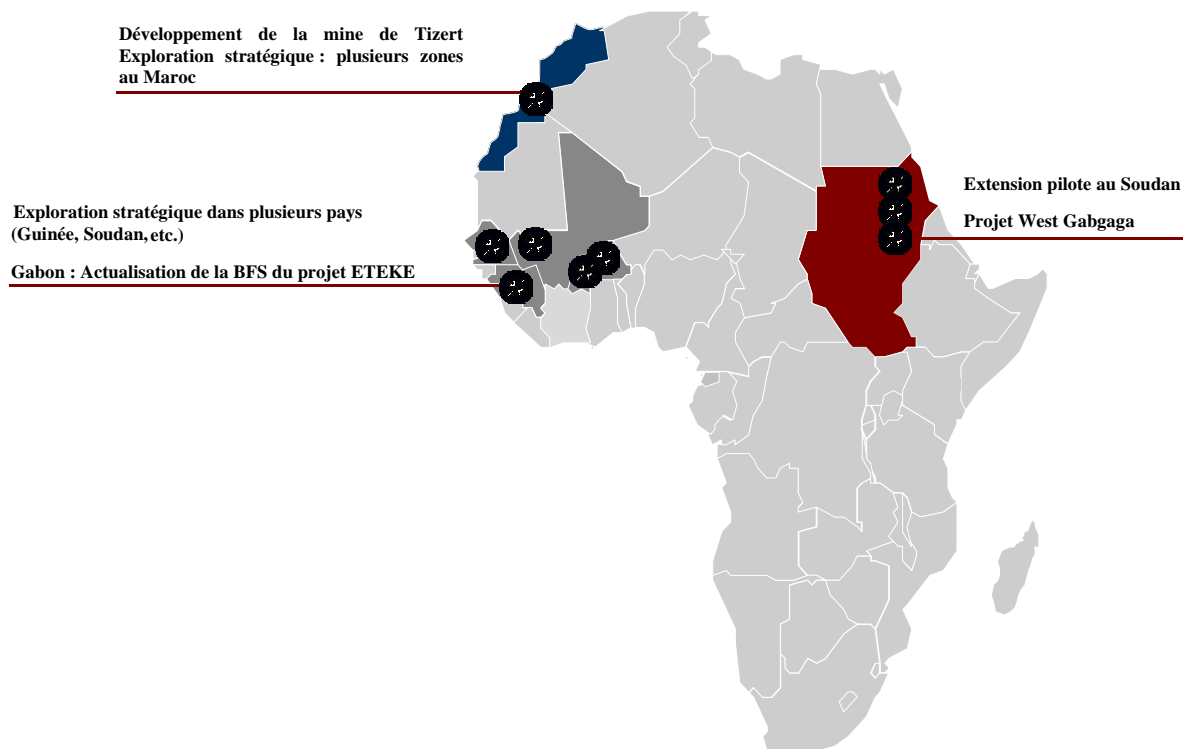 Développement de la mine de Tizert
Exploration stratégique : plusieurs zones
au Maroc
Extension pilote au Soudan
Exploration stratégique dans plusieurs pays
(Guinée, Soudan, etc.)
Projet West Gabgaga
Gabon : Actualisation de la BFS du projet ETEKE